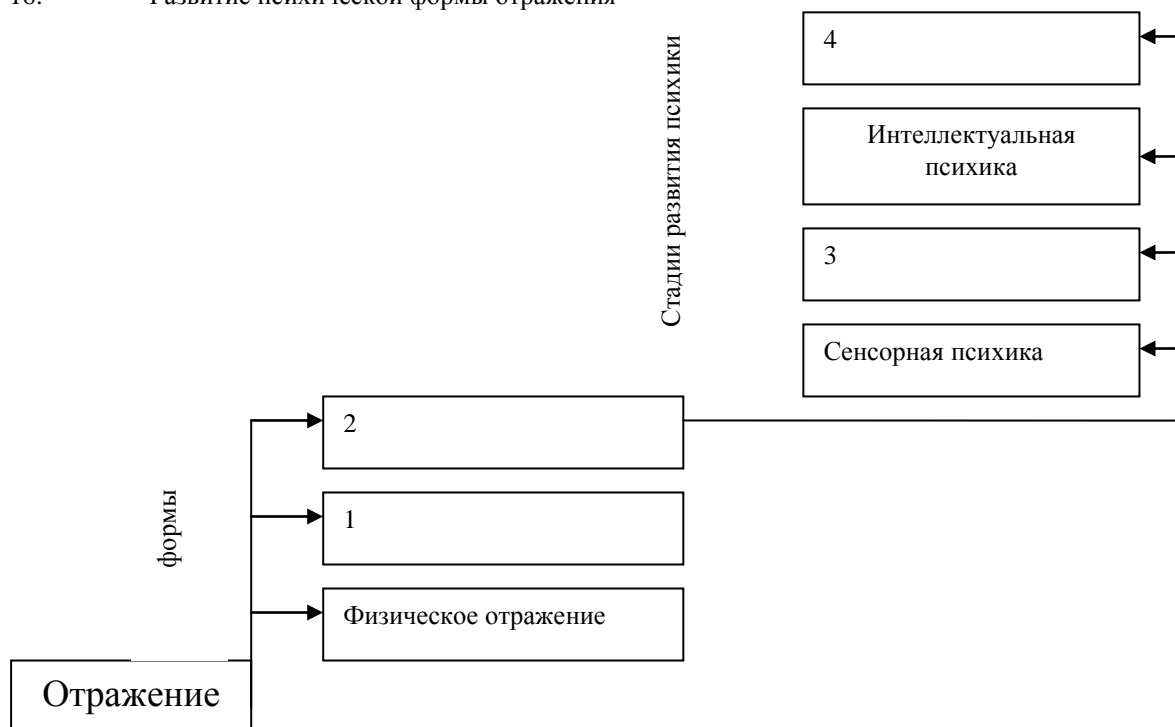 Развитие психической формы отражения
4
Стадии развития психики
Интеллектуальная
психика
3
Сенсорная психика
2
формы
1
Физическое отражение
Отражение